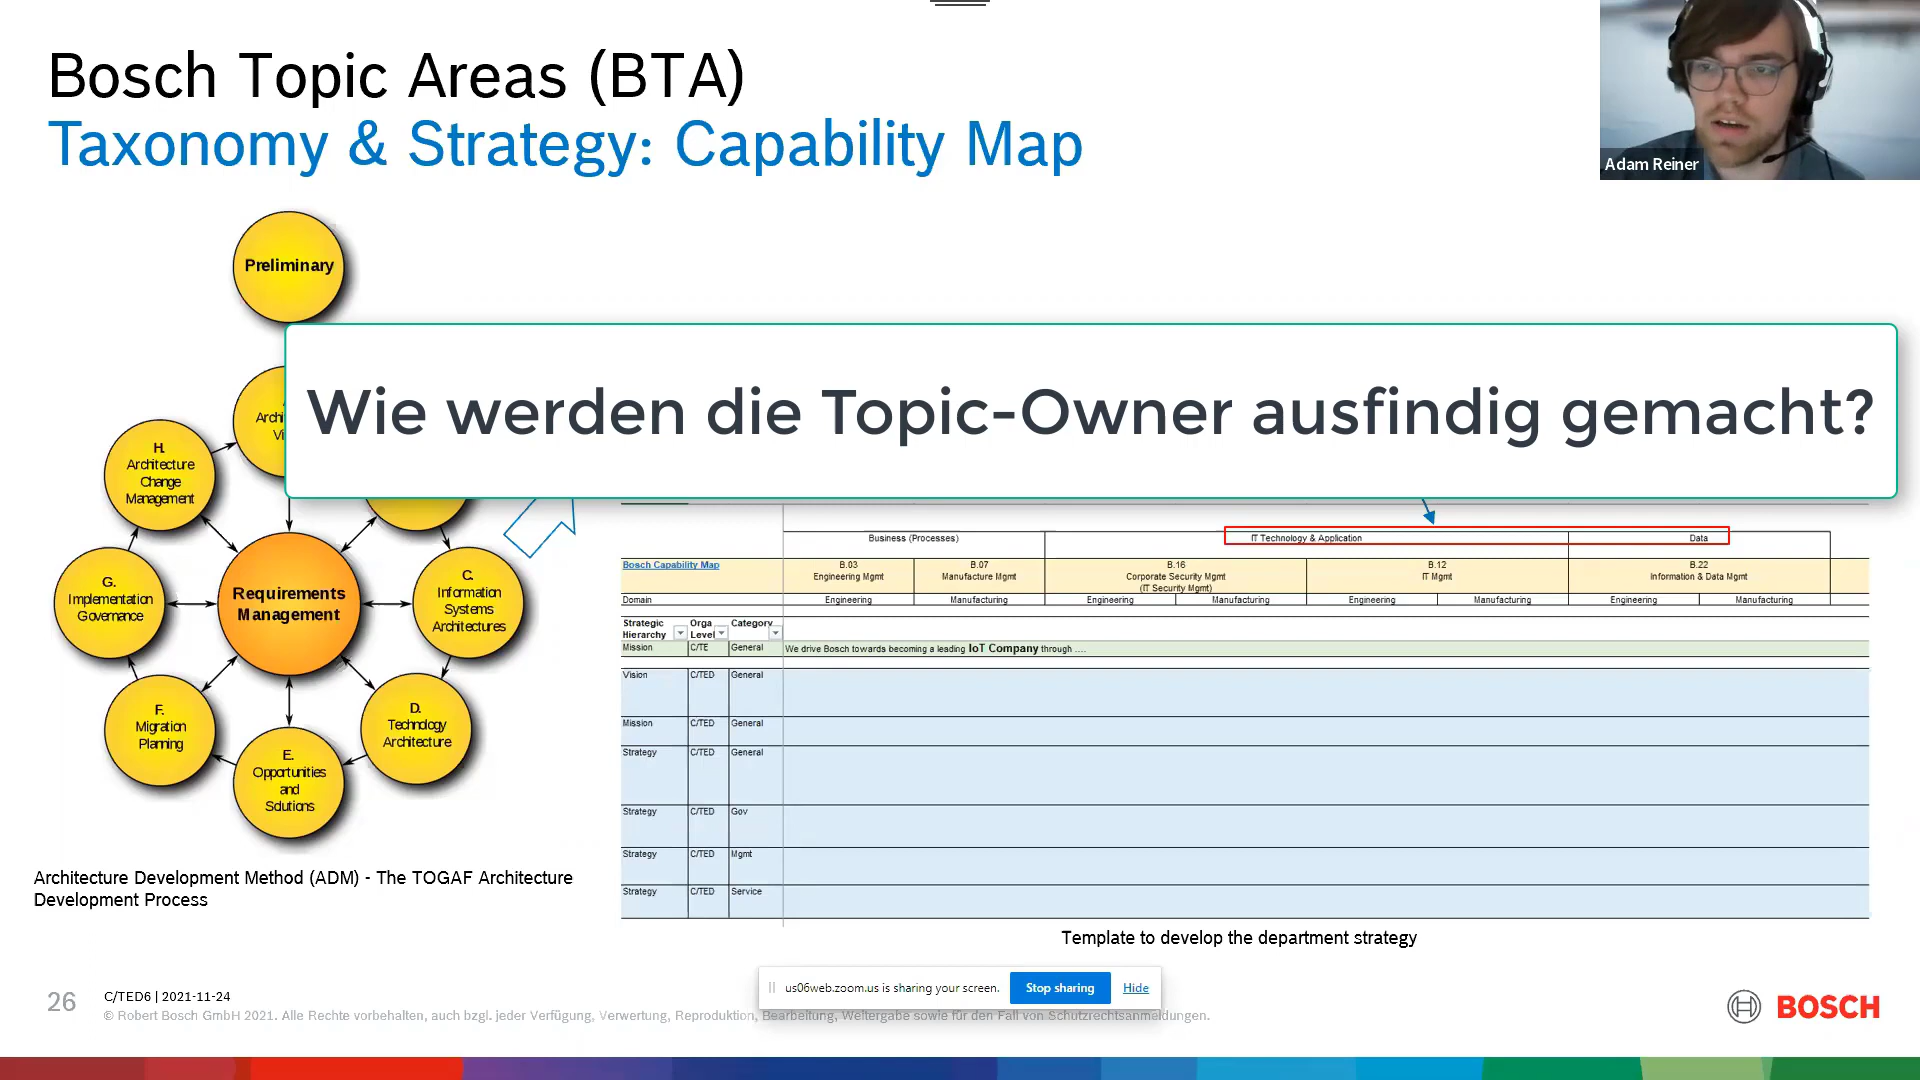 Bosch Topic Areas (BTA)
Taxonomy & Strategy: Capability Map
Adam Reiner
Preliminary
Wie werden die Topic-Owner ausfindig gemacht?
H.
Architecture
Change
Management
G.
Implementation
Governance
Requirements
Management
C.
Information
Systems
Architectures
F.
Migration
Planning
D.
Technology
Architecture
E.
Opportunities
and
Solutions
Architecture Development Method (ADM) - The TOGAF Architecture
Development Process
Business (Processes) IT Technology & Application Data
Bosch Capability Map B.03 B.07 B.16 B.12 B.22
Engineering Mgmt Manufacture Mgmt Corporate Security Mgmt IT Mgmt Information & Data Mgmt
(IT Security Mgmt)
Domain Engineering Manufacturing Engineering Manufacturing Engineering Manufacturing Engineering Manufacturing
Strategic Orga Category
Hierarchy Level
Mission C/TE General We drive Bosch towards becoming a leading IoT Company through ....
Vision C/TED General
Mission C/TED General
Strategy C/TED General
Strategy C/TED Gov
Strategy C/TED Mgmt
Strategy C/TED Service
Template to develop the department strategy
us06web.zoom.us is sharing your screen. Stop sharing Hide
26 C/TED6 | 2021-11-24
© Robert Bosch GmbH 2021. Alle Rechte vorbehalten, auch bzgl. jeder Verfügung, Verwertung, Reproduktion, Bearbeitung, Weitergabe sowie für den Fall von Schutzrechtsanmeldungen.
BOSCH